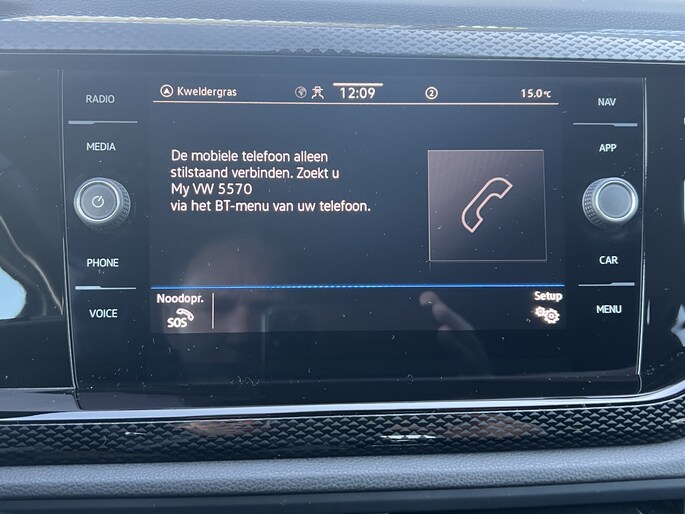 RADIO
MEDIA
PHONE
VOICE
Kweldergras
12:09
2
15.0°C
De mobiele telefoon alleen
stilstaand verbinden. Zoekt u
My VW 5570
via het BT-menu van uw telefoon.
Noodopr.
SOS
Setup
NAV
APP
CAR
MENU